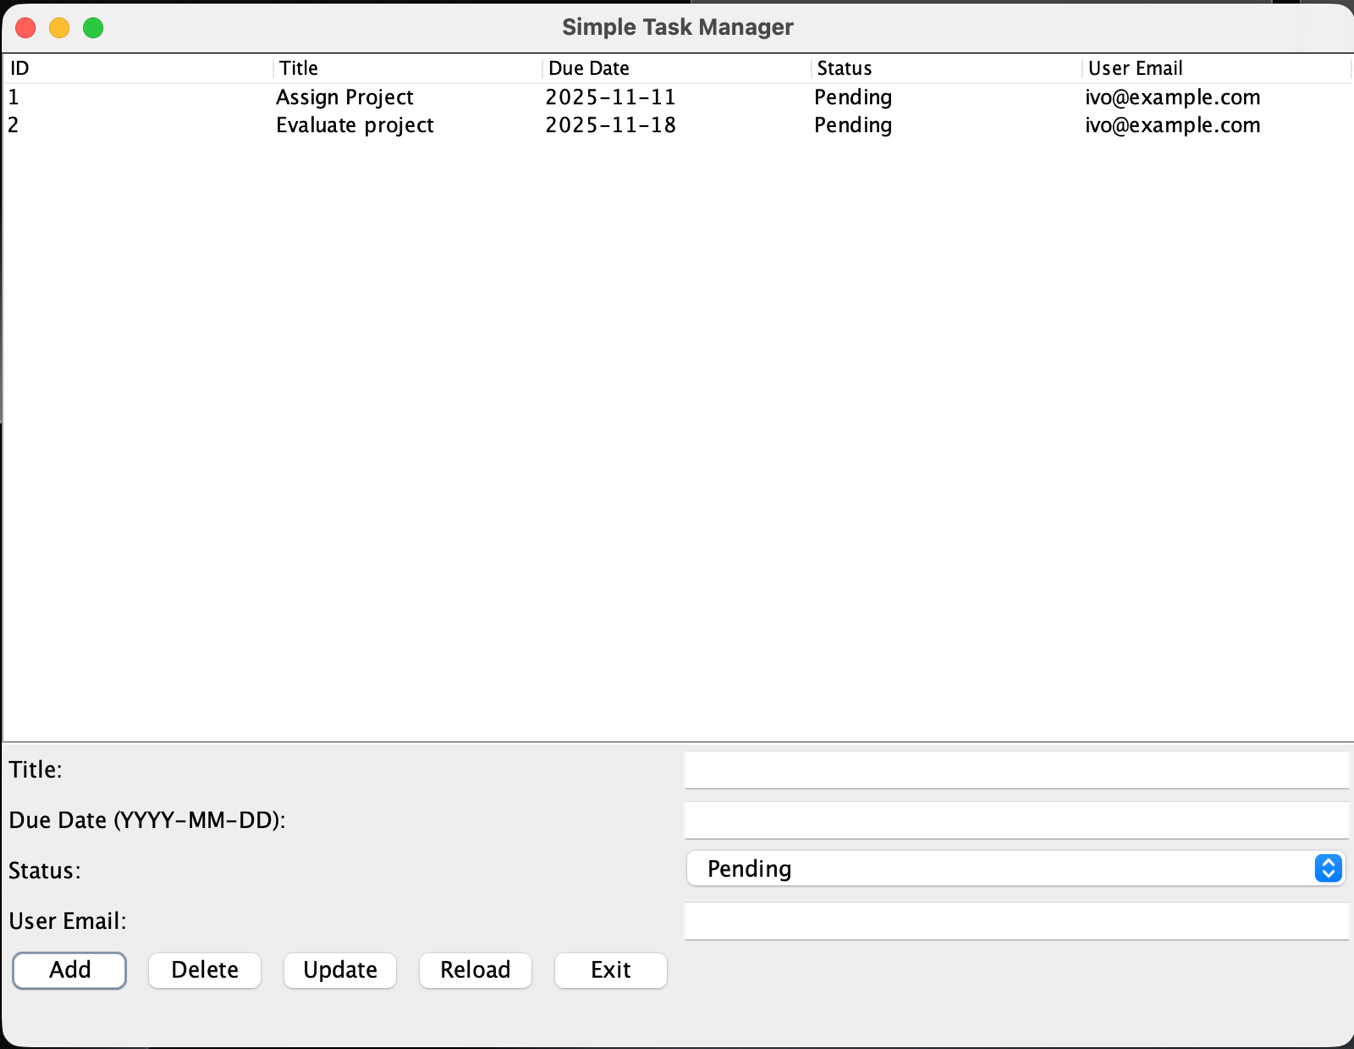 Simple Task Manager
ID Title Due Date Status User Email
1 Assign Project 2025-11-11 Pending ivo@example.com
2 Evaluate project 2025-11-18 Pending ivo@example.com
Title:
Due Date (YYYY-MM-DD):
Status: Pending
User Email:
Add Delete Update Reload Exit